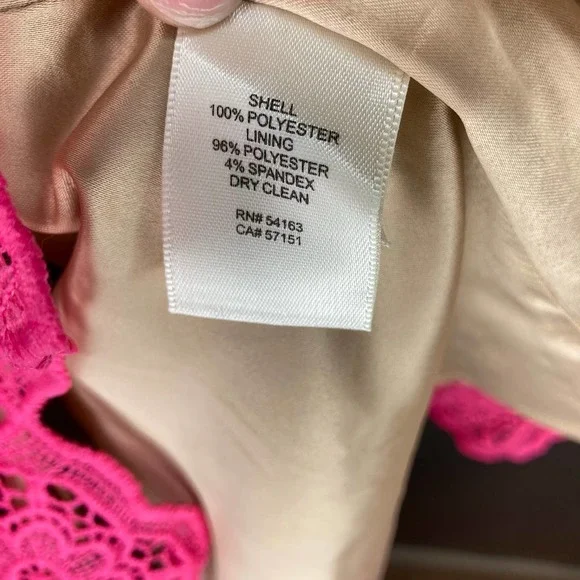 SHELL
100% POLYESTER
LINING
96% POLYESTER
4% SPANDEX
DRY CLEAN
RN# 54163
CA# 57151